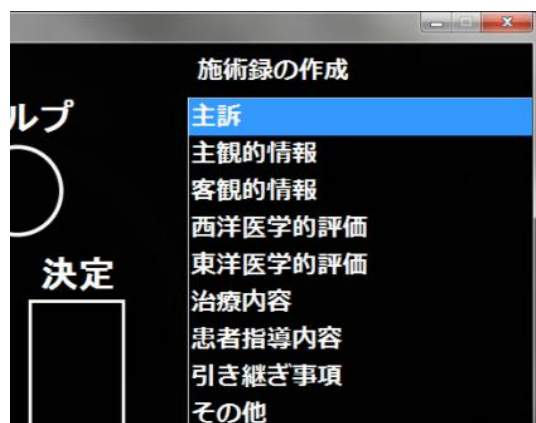 施術録の作成
ルプ
決定
主訴
主観的情報
客観的情報
西洋医学的評価
東洋医学的評価
治療内容
患者指導内容
引き継ぎ事項
その他